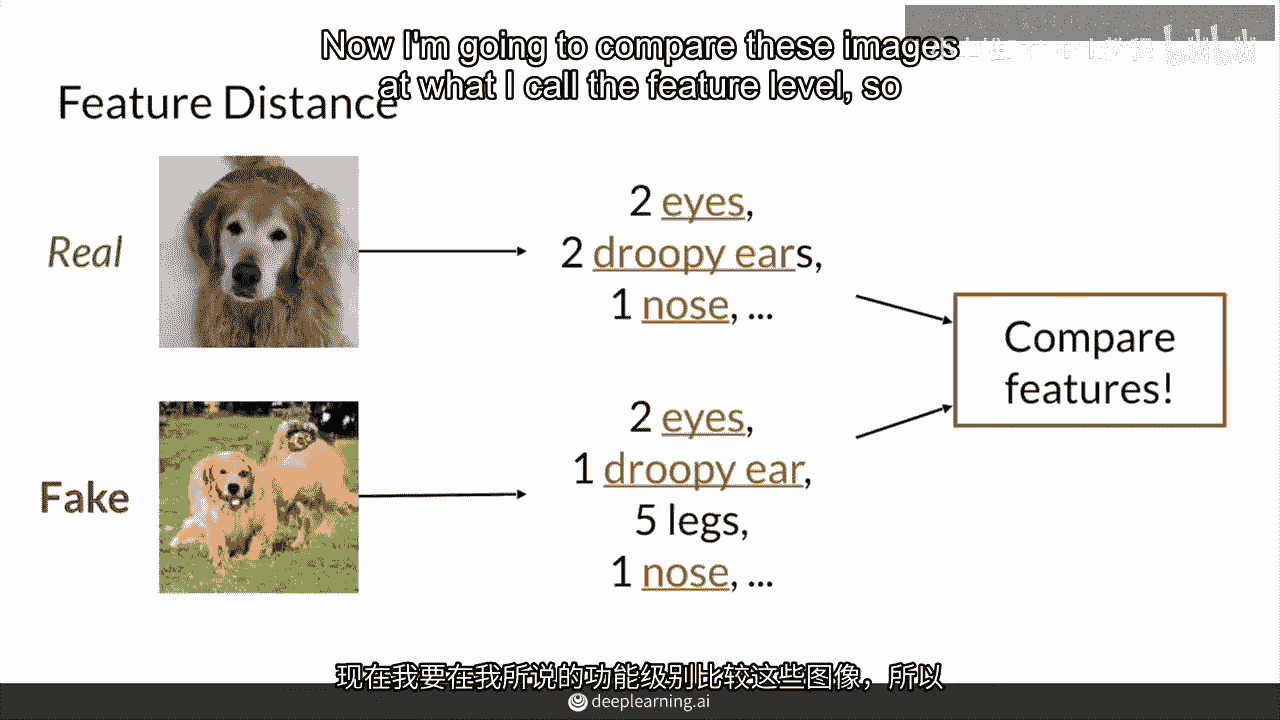 Now I'm going to compare these images
at what I call the feature level, so
Feature Distance
Real
2 eyes,
2 droopy ears,
1 nose, ...
Compare
features!
Fake
2 eyes,
1 droopy ear,
5 legs,
1 nose, ...
现在我要在我所说的功能级别比较这些图像，所以
deeplearning.ai